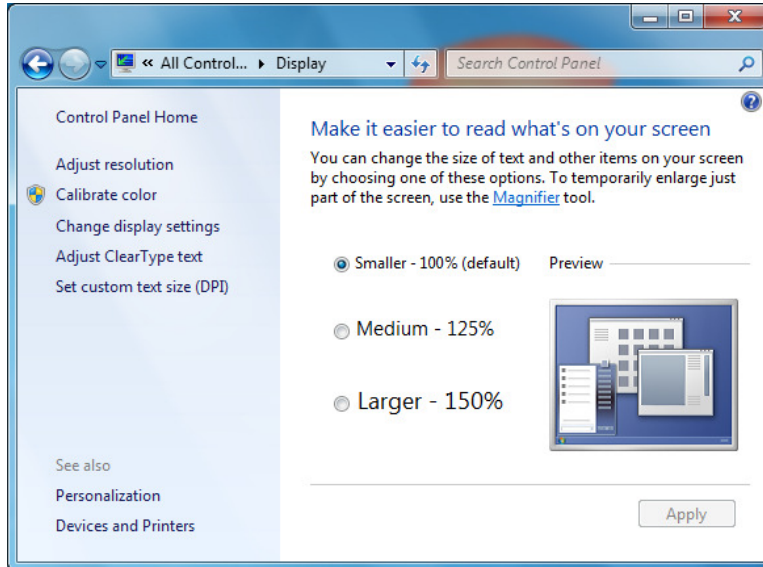 « All Control... ▸ Display
Search Control Panel
Control Panel Home
Adjust resolution
Calibrate color
Change display settings
Adjust ClearType text
Set custom text size (DPI)
See also
Personalization
Devices and Printers
Make it easier to read what's on your screen
You can change the size of text and other items on your screen
by choosing one of these options. To temporarily enlarge just
part of the screen, use the Magnifier tool.
Smaller - 100% (default)
Preview
Medium - 125%
Larger - 150%
Apply